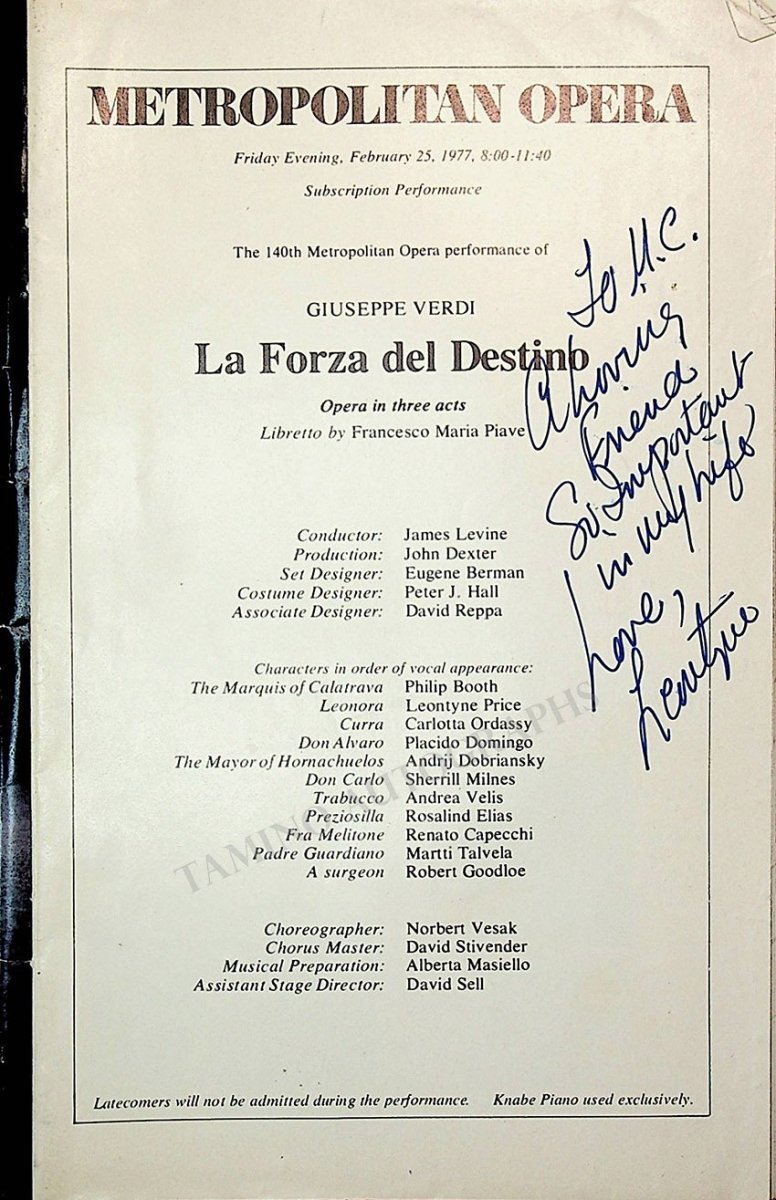 METROPOLITAN OPERA
Friday Evening, February 25, 1977, 8:00-11:40
Subscription Performance
The 140th Metropolitan Opera performance of
GIUSEPPE VERDI
La Forza del Destino
Opera in three acts
Libretto by Francesco Maria Piave
Conductor: James Levine
Production: John Dexter
Set Designer: Eugene Berman
Costume Designer: Peter J. Hall
Associate Designer: David Reppa
Characters in order of vocal appearance:
The Marquis of Calatrava Philip Booth
Leonora Leontyne Price
Curra Carlotta Ordassy
Don Alvaro Placido Domingo
The Mayor of Hornachuelos Andrij Dobriansky
Don Carlo Sherrill Milnes
Trabucco Andrea Velis
Preziosilla Rosalind Elias
Fra Melitone Renato Capecchi
Padre Guardiano Martti Talvela
A surgeon Robert Goodloe
Choreographer: Norbert Vesak
Chorus Master: David Stivender
Musical Preparation: Alberta Masiello
Assistant Stage Director: David Sell
Latecomers will not be admitted during the performance. Knabe Piano used exclusively.
To H.C.
A Loving
Friend
So Important
in my Life
Love,
Leontyne
TAMINO AUTOGRAPHS